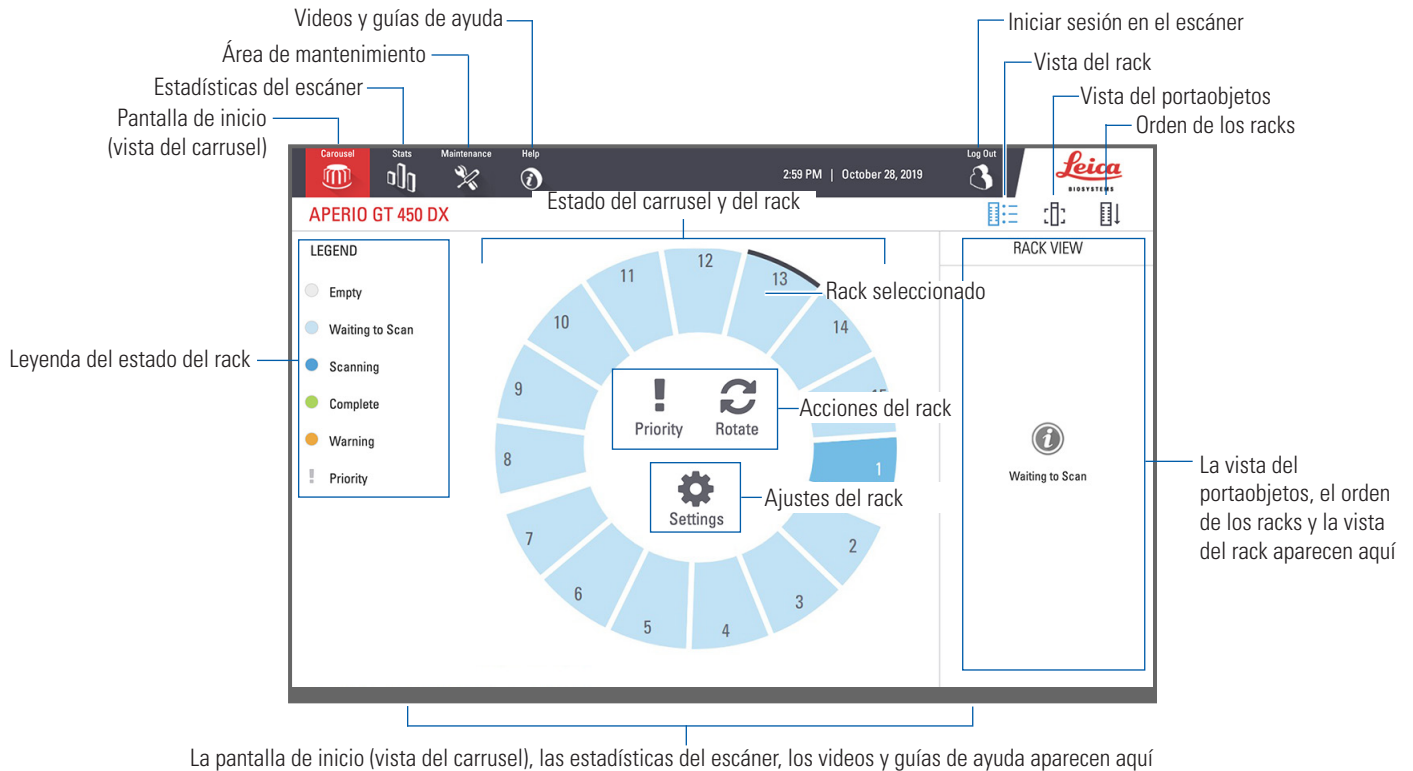 Videos y guías de ayuda
Iniciar sesión en el escáner
Área de mantenimiento
Vista del rack
Estadísticas del escáner
Vista del portaobjetos
Pantalla de inicio
(vista del carrusel)
Orden de los racks
Carousel
Stats
Maintenance
Help
2:59 PM | October 28, 2019
Log Out
Leica
BIOSYSTEMS
APERIO GT 450 DX
Estado del carrusel y del rack
LEGEND
Empty
Waiting to Scan
Scanning
Complete
Warning
Priority
Leyenda del estado del rack
12
11
13
Rack seleccionado
10
14
9
8
1
7
2
6
3
5
4
Priority
Rotate
Acciones del rack
Settings
Ajustes del rack
RACK VIEW
Waiting to Scan
La vista del
portaobjetos, el orden
de los racks y la vista
del rack aparecen aquí
La pantalla de inicio (vista del carrusel), las estadísticas del escáner, los videos y guías de ayuda aparecen aquí